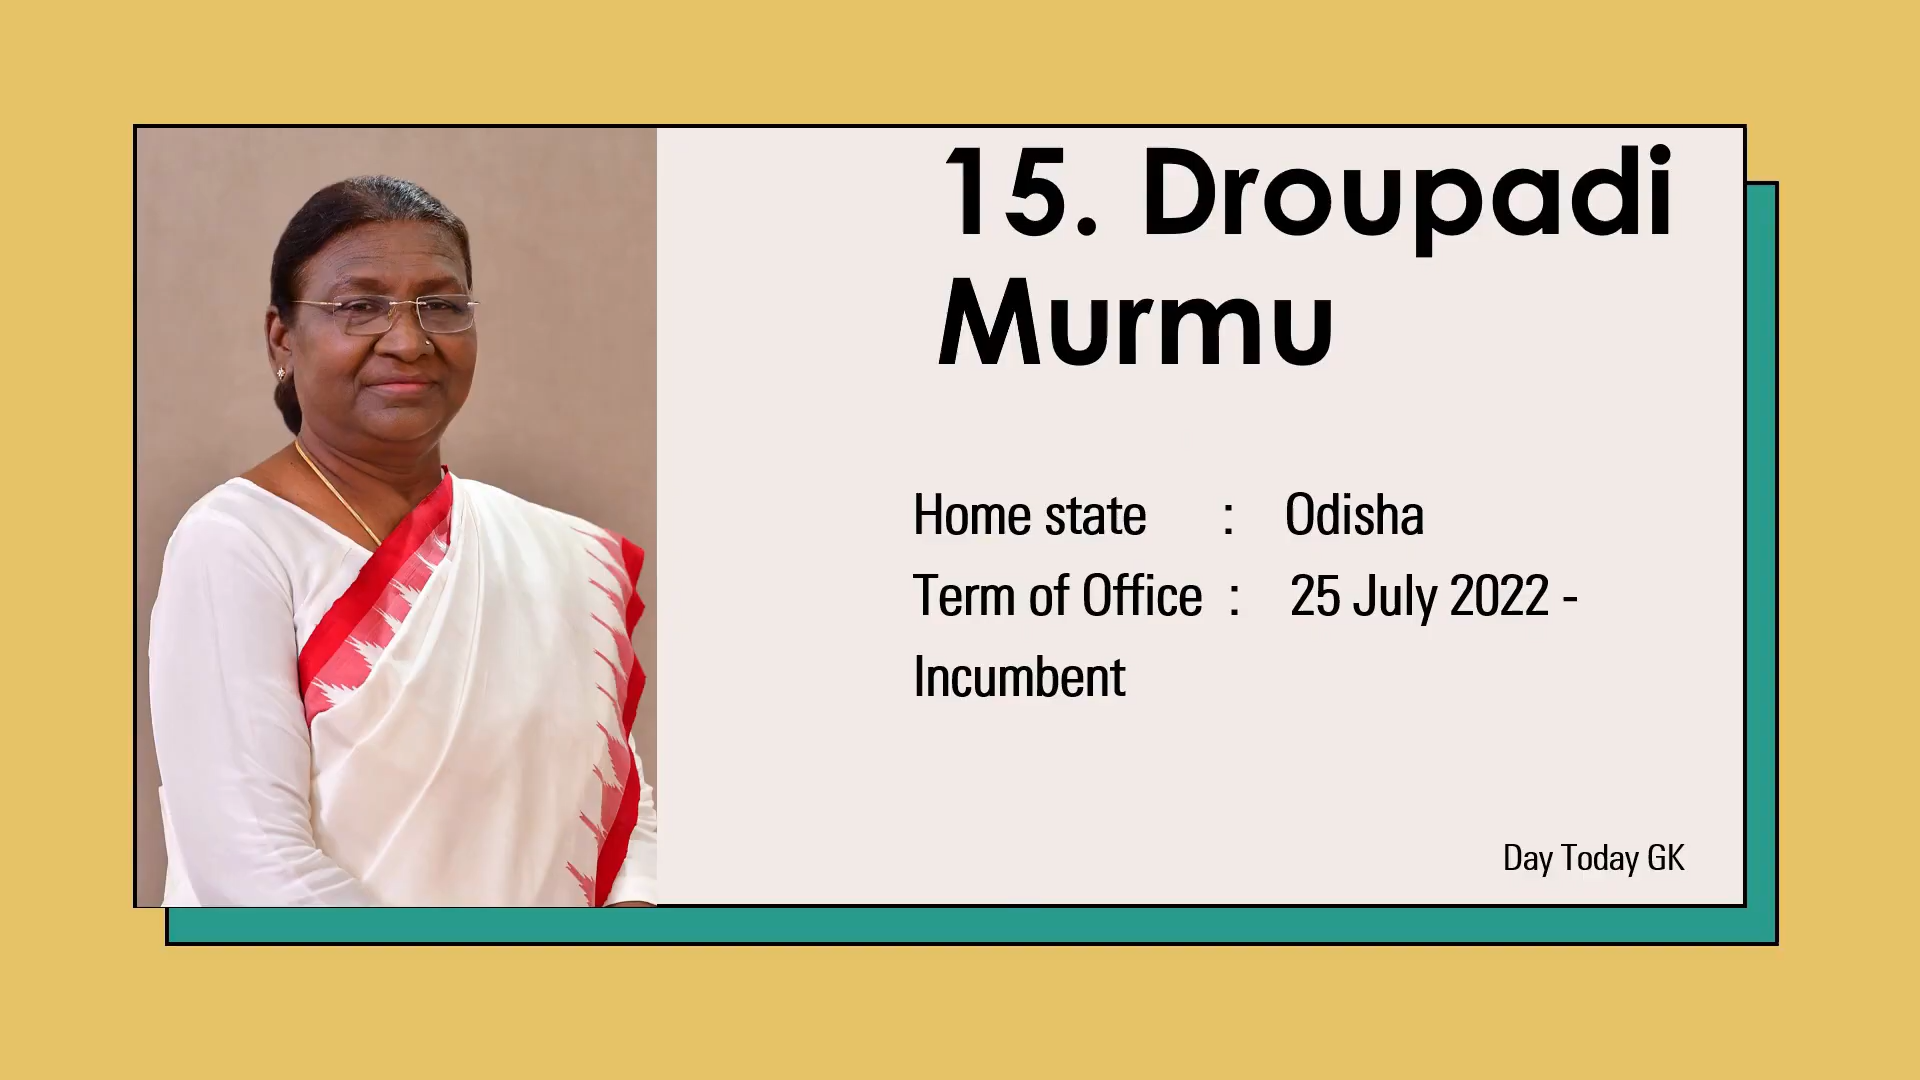 15. Droupadi
Murmu
Home state : Odisha
Term of Office : 25 July 2022 -
Incumbent
Day Today GK